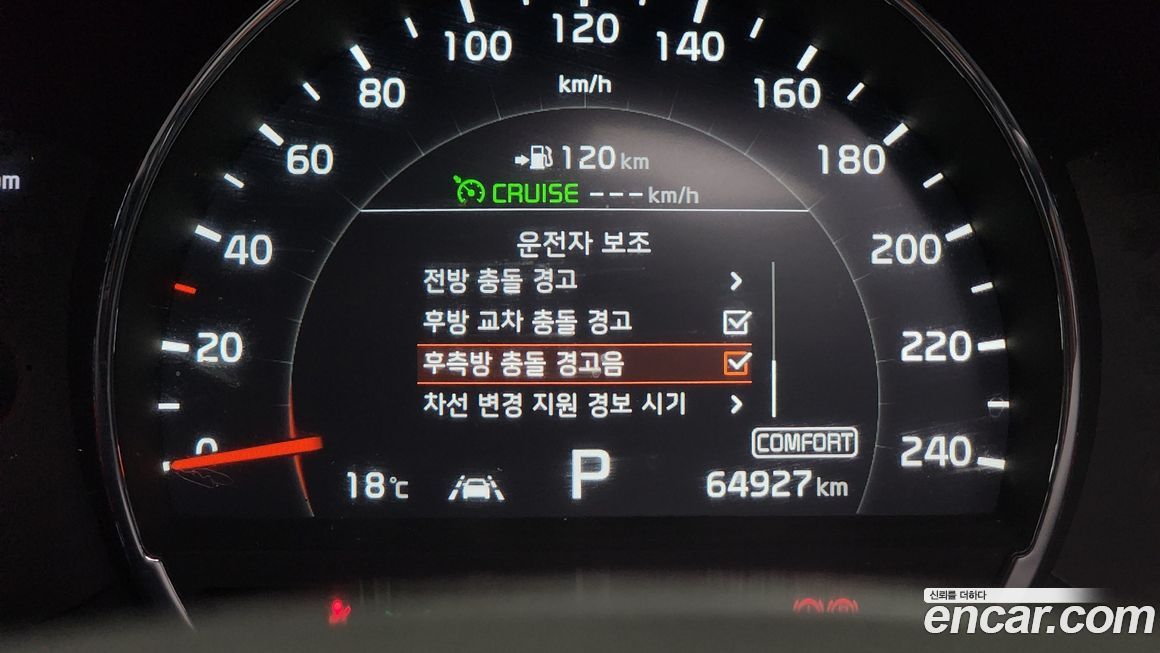 120
100
140
km/h
80
160
60
120 km
180
CRUISE --- km/h
40
운전자 보조
200
전방 충돌 경고
후방 교차 충돌 경고
20
후측방 충돌 경고음
220
차선 변경 지원 경보 시기
0
COMFORT
240
18°C
P
64927 km
신뢰를 더하다
encar.com